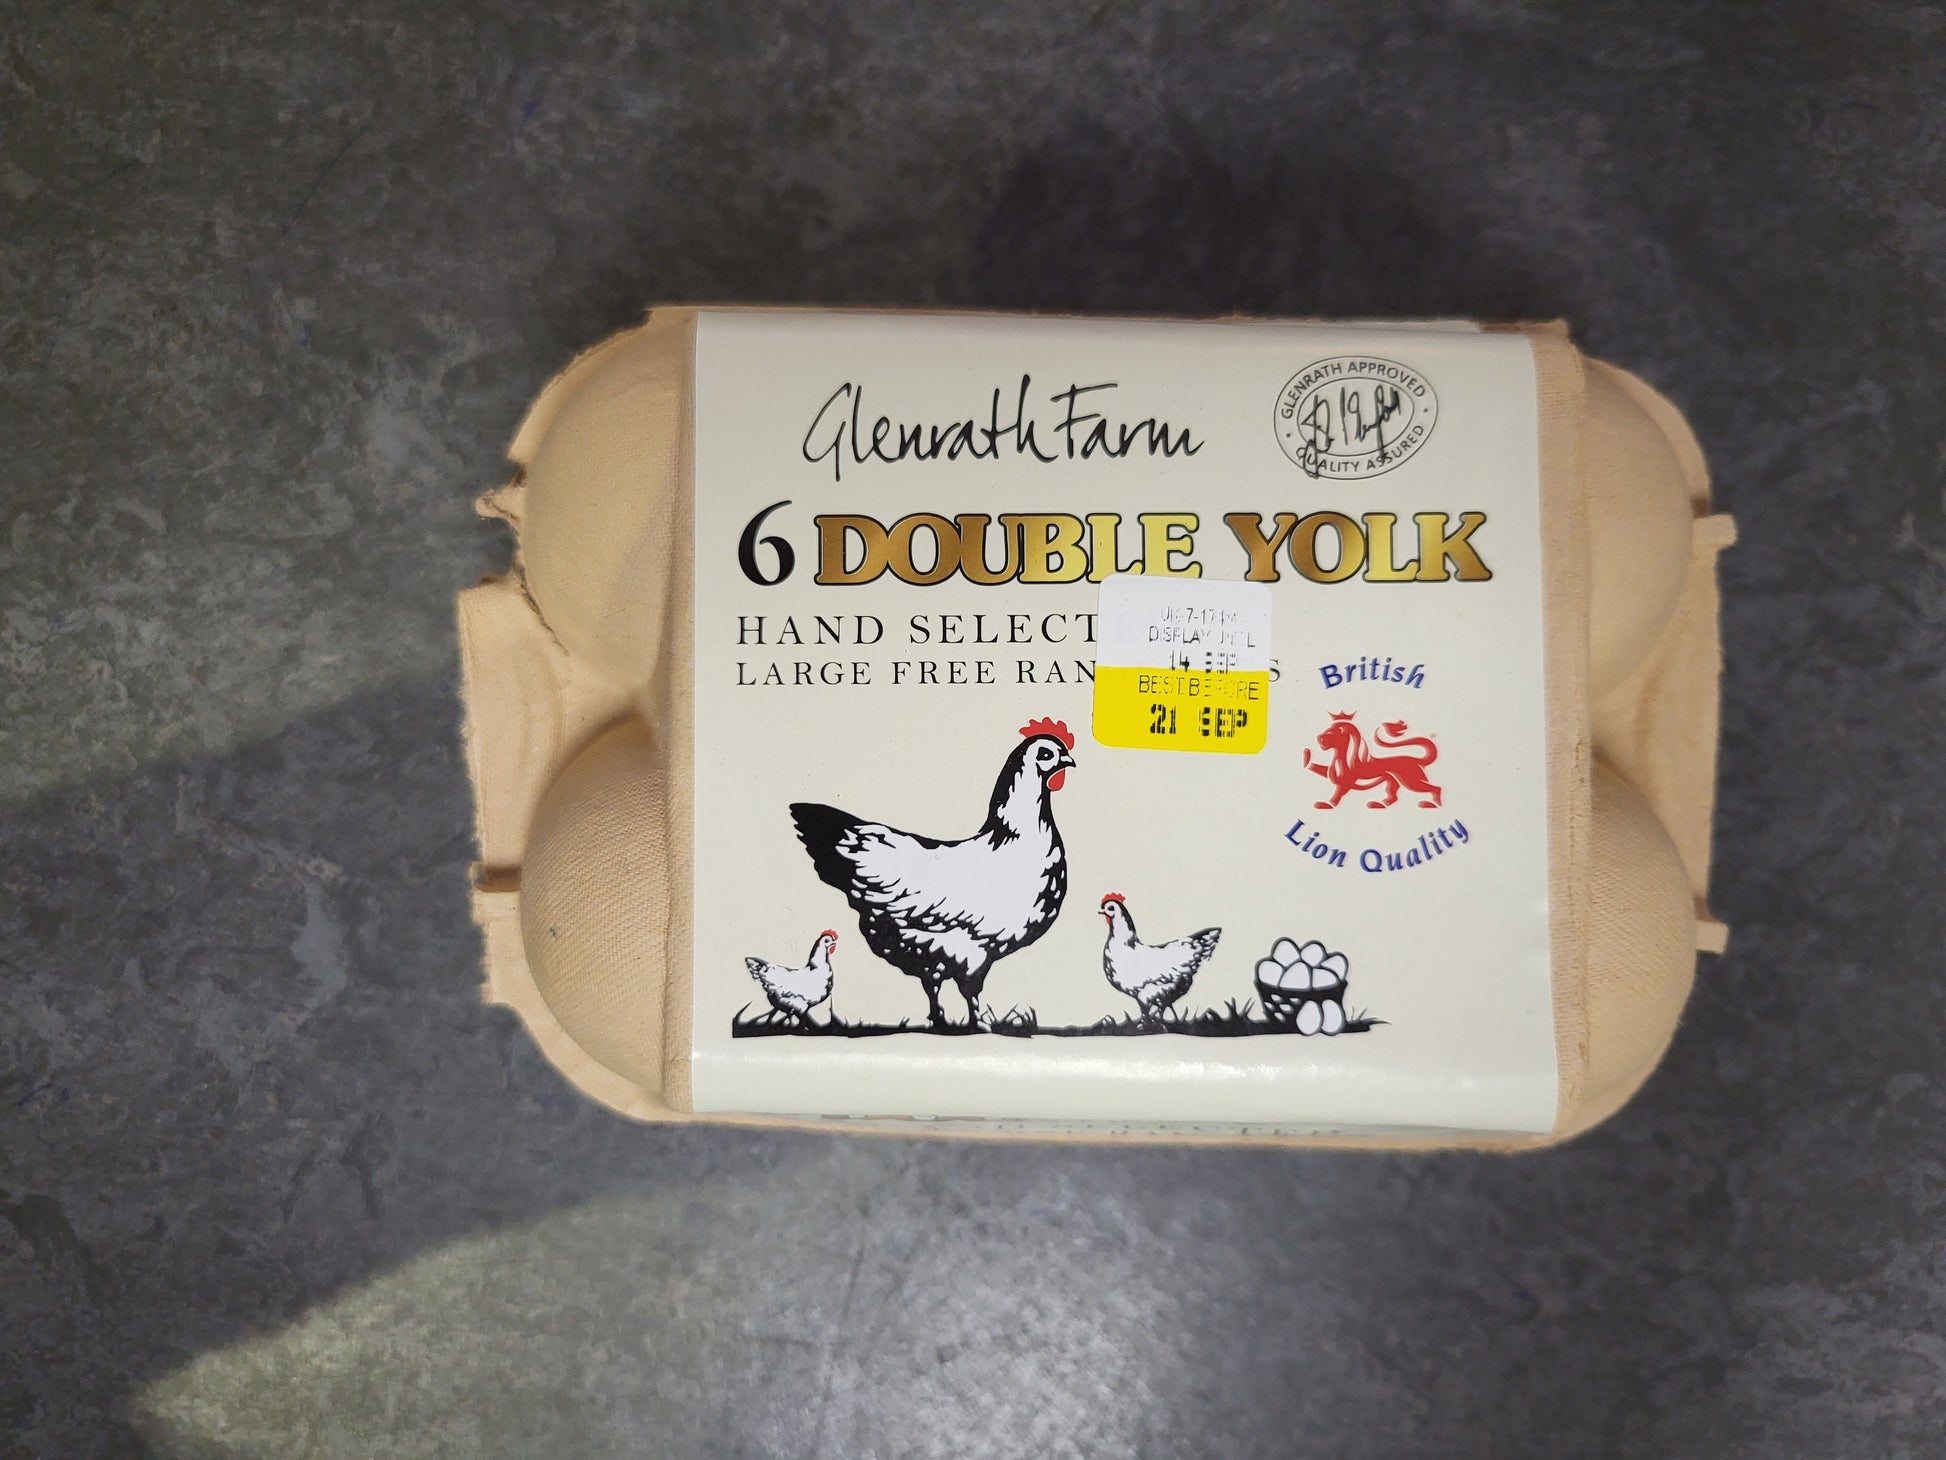 Glenrath Farm
GLENRATH APPROVED
QUALITY ASSURED
6 DOUBLE YOLK
HAND SELECT
LARGE FREE RAN S
DISPLAY
14 SEP
BEST BEFORE
21 SEP
British
Lion Quality